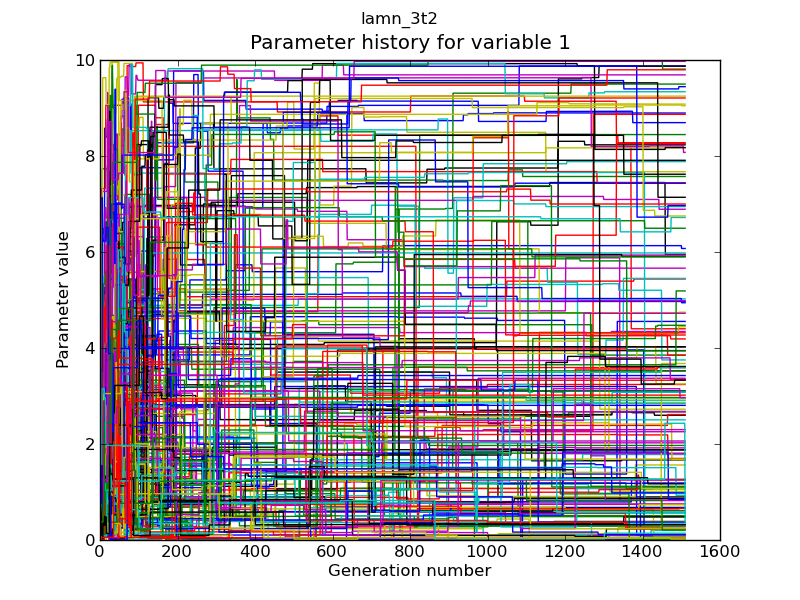 lamn_3t2
Parameter history for variable 1
10
8
6
4
2
0
Parameter value
0 200 400 600 800 1000 1200 1400 1600
Generation number